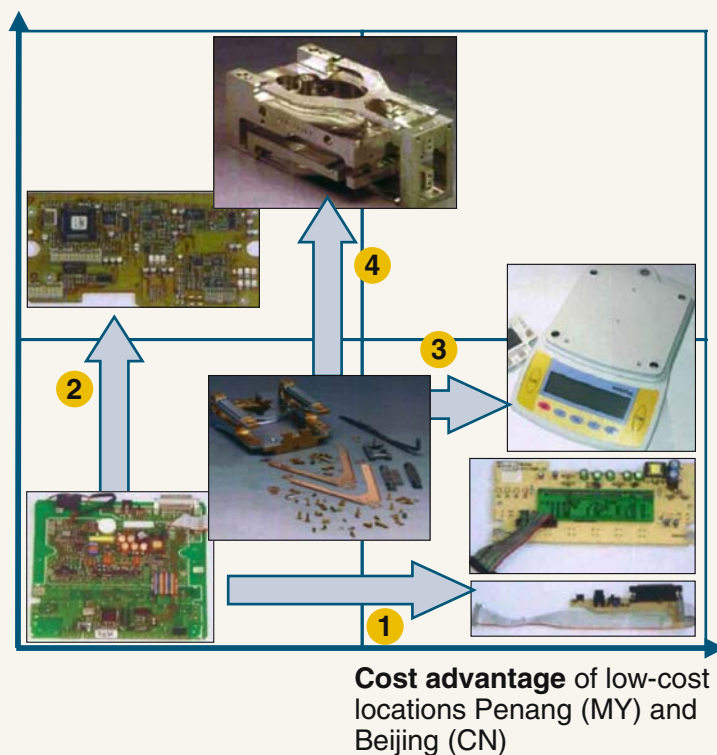 4
3
2
1
Cost advantage of low-cost
locations Penang (MY) and
Beijing (CN)